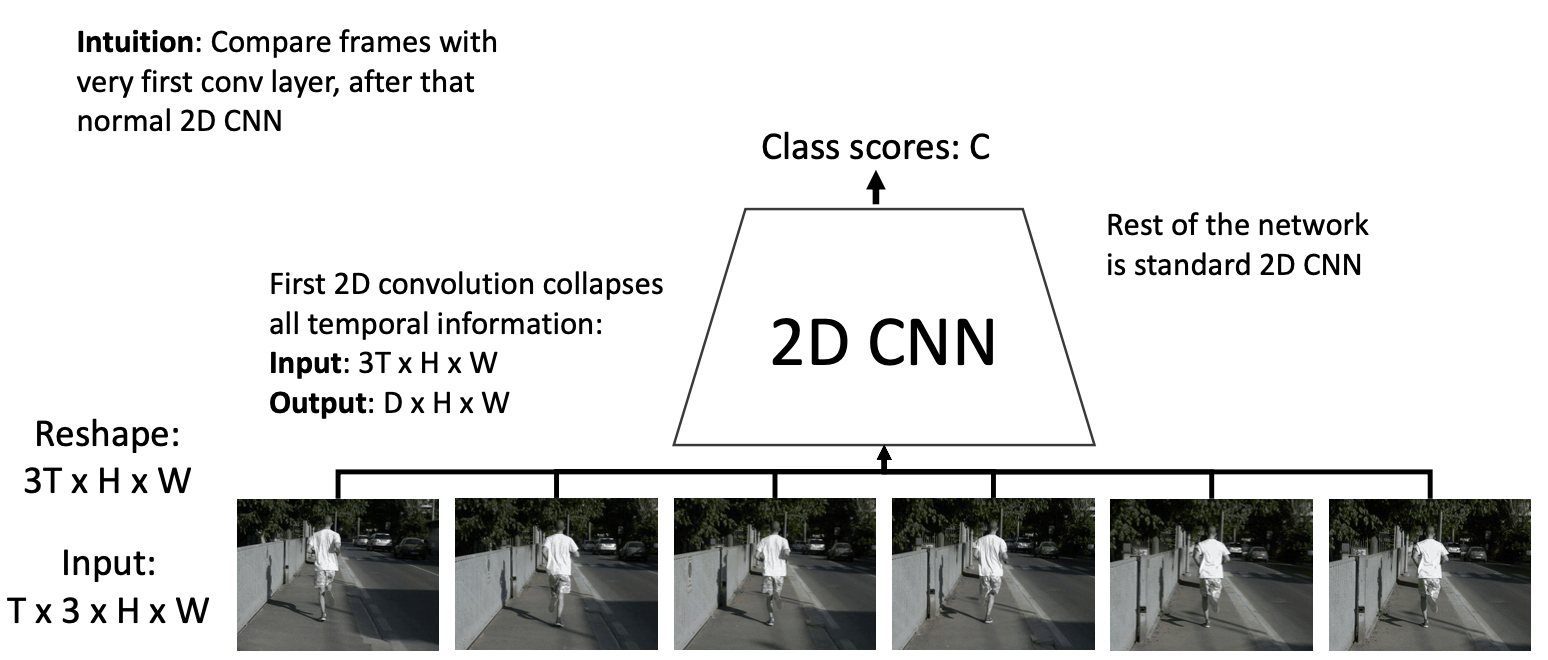 Intuition: Compare frames with
very first conv layer, after that
normal 2D CNN
Class scores: C
Rest of the network
is standard 2D CNN
First 2D convolution collapses
all temporal information:
Input: 3T x H x W
Output: D x H x W
2D CNN
Reshape:
3T x H x W
Input:
T x 3 x H x W